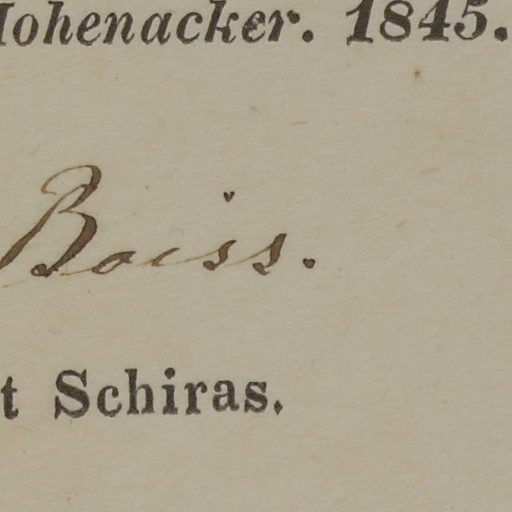 Hohenacker. 1845.
Boiss.
t Schiras.